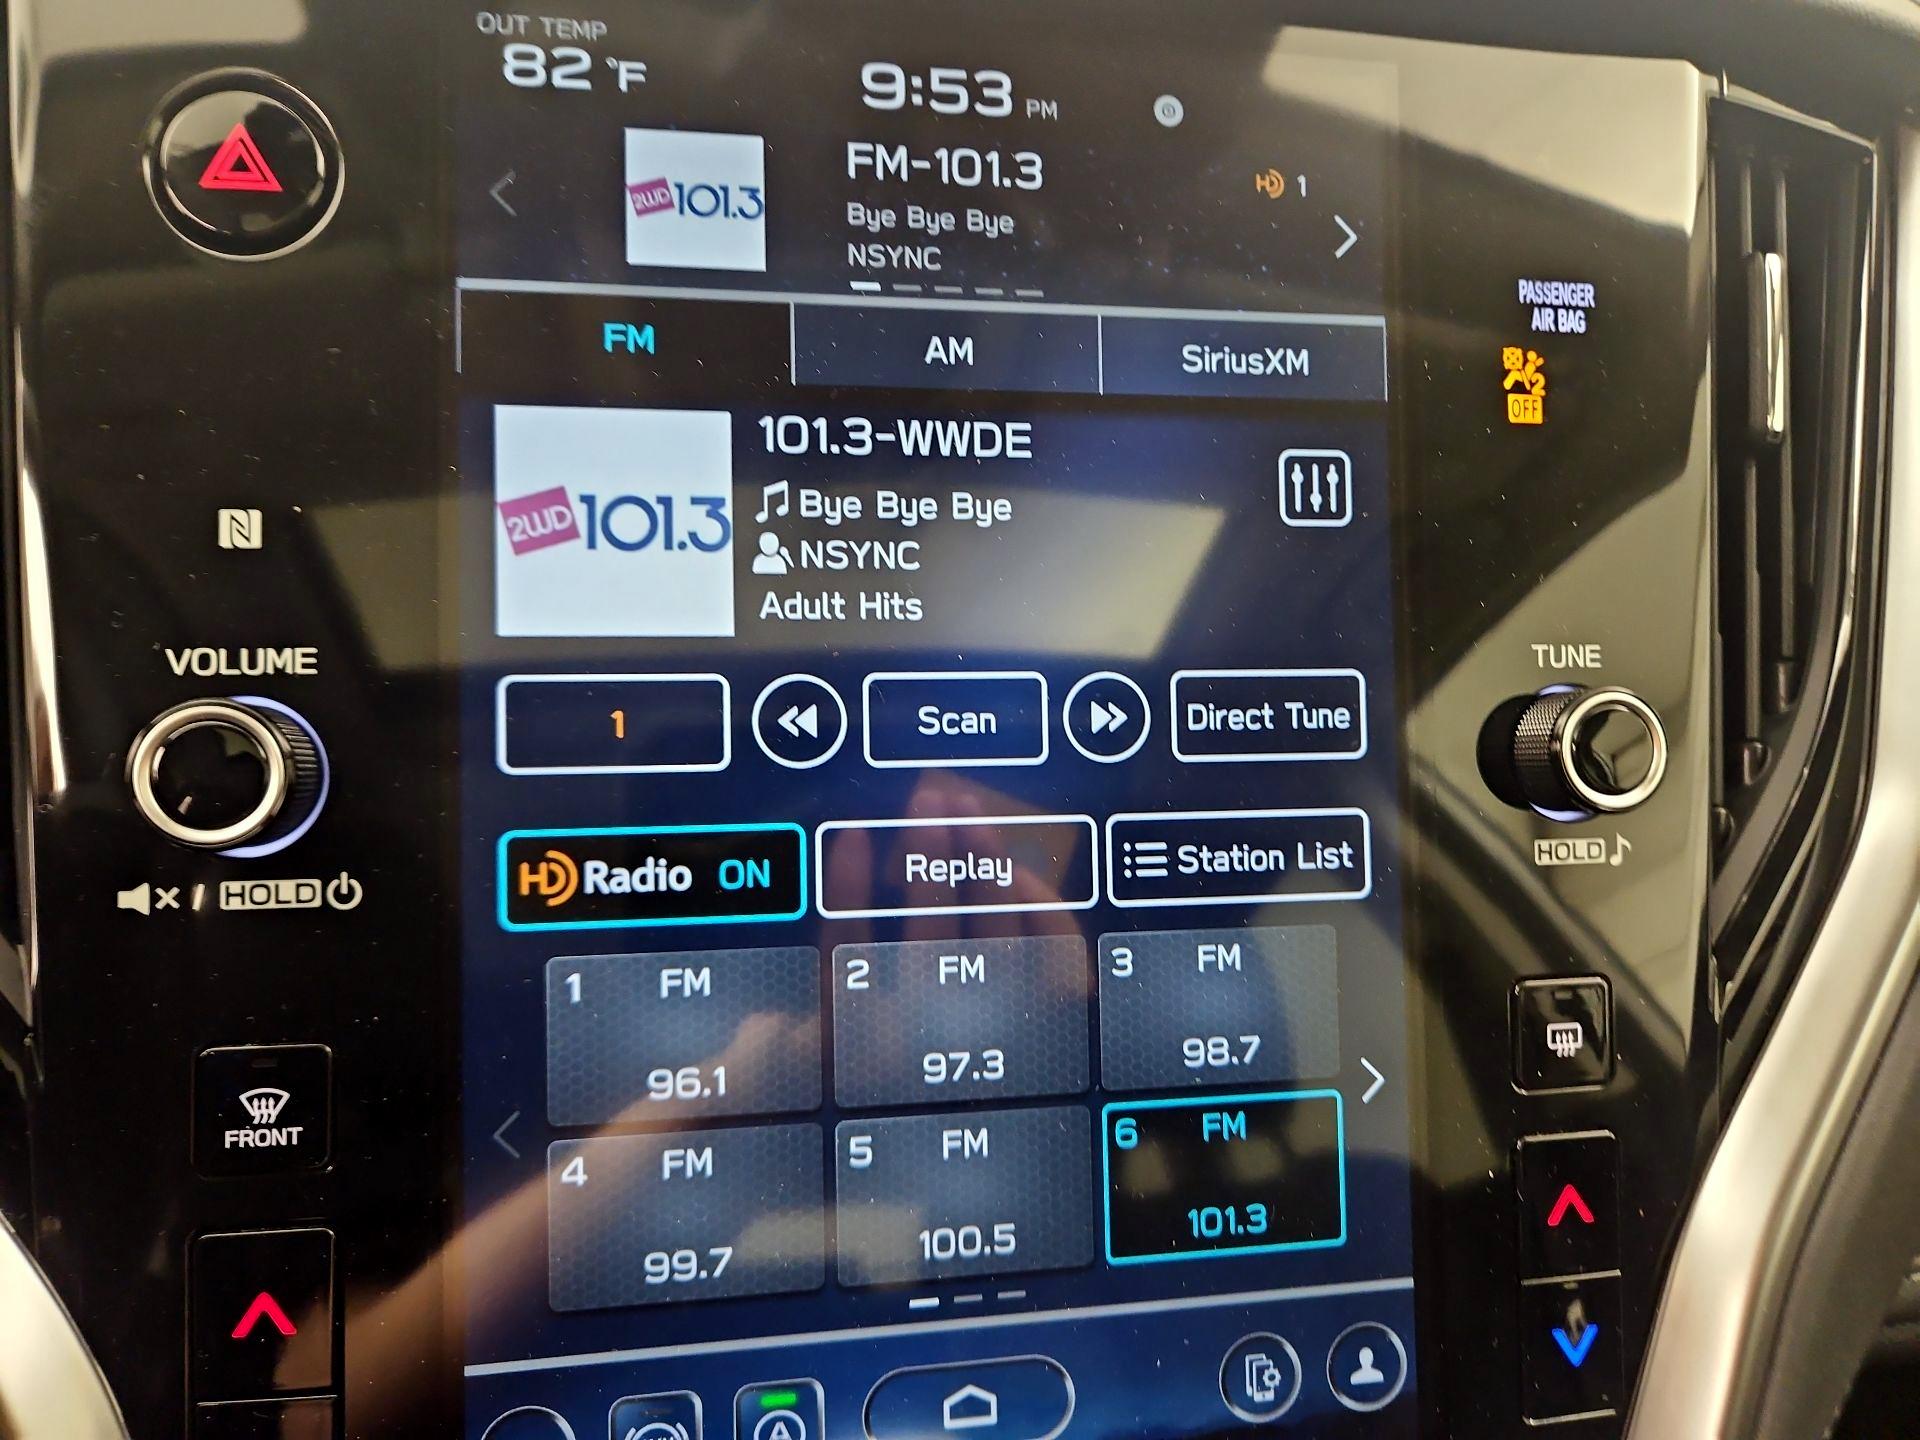 OUT TEMP
82 °F
9:53 PM
2WD 101.3
FM-101.3
HD 1
Bye Bye Bye
NSYNC
PASSENGER
AIR BAG
2
OFF
FM
AM
SiriusXM
2WD 101.3
101.3-WWDE
Bye Bye Bye
NSYNC
Adult Hits
N
VOLUME
TUNE
1
Scan
Direct Tune
HOLD
HD Radio ON
Replay
Station List
/ HOLD
1 FM
96.1
2 FM
97.3
3 FM
98.7
FRONT
4 FM
99.7
5 FM
100.5
6 FM
101.3
A